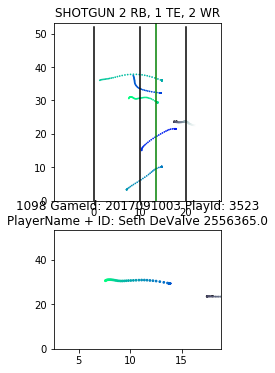 SHOTGUN 2 RB, 1 TE, 2 WR
50
40
30
20
10
0
0 10 20
1098 GameId: 2017091003 PlayId: 3523
PlayerName + ID: Seth DeValve 2556365.0
40
20
0
5 10 15